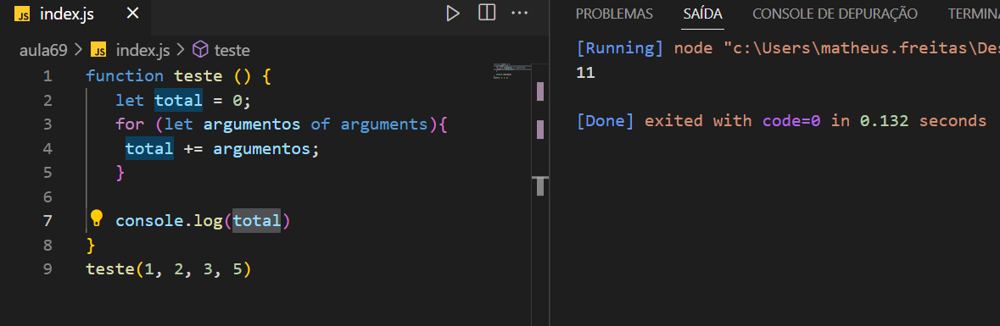 JS index.js
aula69 > JS index.js > teste
1 function teste () {
2 let total = 0;
3 for (let argumentos of arguments){
4 total += argumentos;
5 }
6
7 console.log(total)
8 }
9 teste(1, 2, 3, 5)
PROBLEMAS SAÍDA CONSOLE DE DEPURAÇÃO
[Running] node "c:\Users\matheus.freitas\Des
11
[Done] exited with code=0 in 0.132 seconds